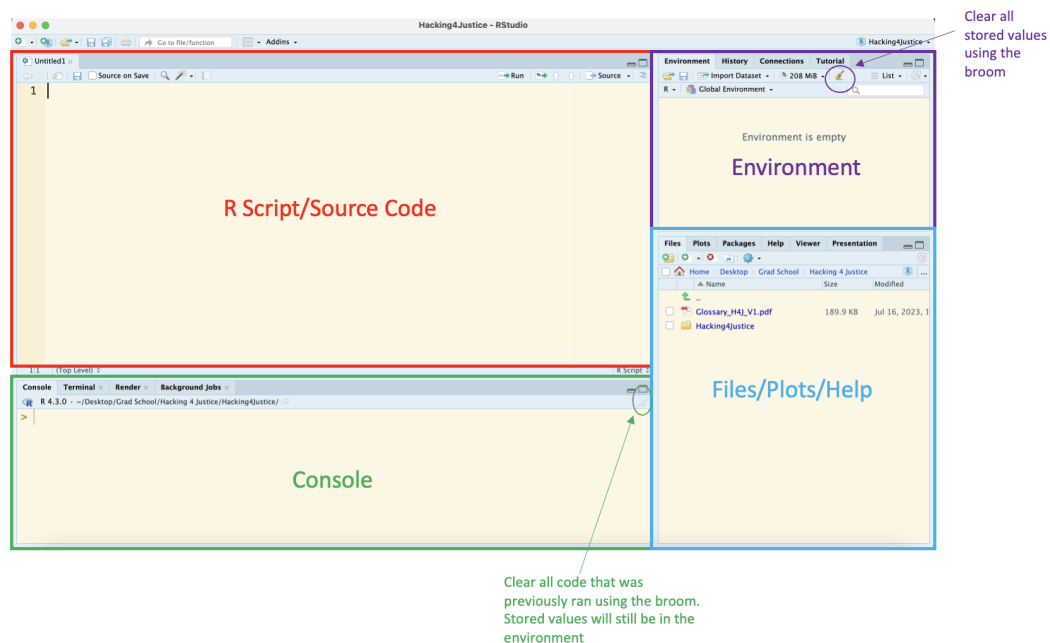 Hacking4Justice - RStudio
Go to file/function
Addins
Hacking4Justice
Clear all
stored values
using the
broom
Untitled1
Source on Save
Run
Source
1
R Script/Source Code
1:1
(Top Level)
R Script
Environment History Connections Tutorial
Import Dataset
208 MiB
List
R
Global Environment
Environment is empty
Environment
Files Plots Packages Help Viewer Presentation
Home Desktop Grad School Hacking 4 Justice
...
Name Size Modified
..
Glossary_H4J_V1.pdf 189.9 KB Jul 16, 2023, 1
Hacking4Justice
Files/Plots/Help
Console Terminal Render Background Jobs
R 4.3.0 · ~/Desktop/Grad School/Hacking 4 Justice/Hacking4Justice/
>
Console
Clear all code that was
previously ran using the broom.
Stored values will still be in the
environment